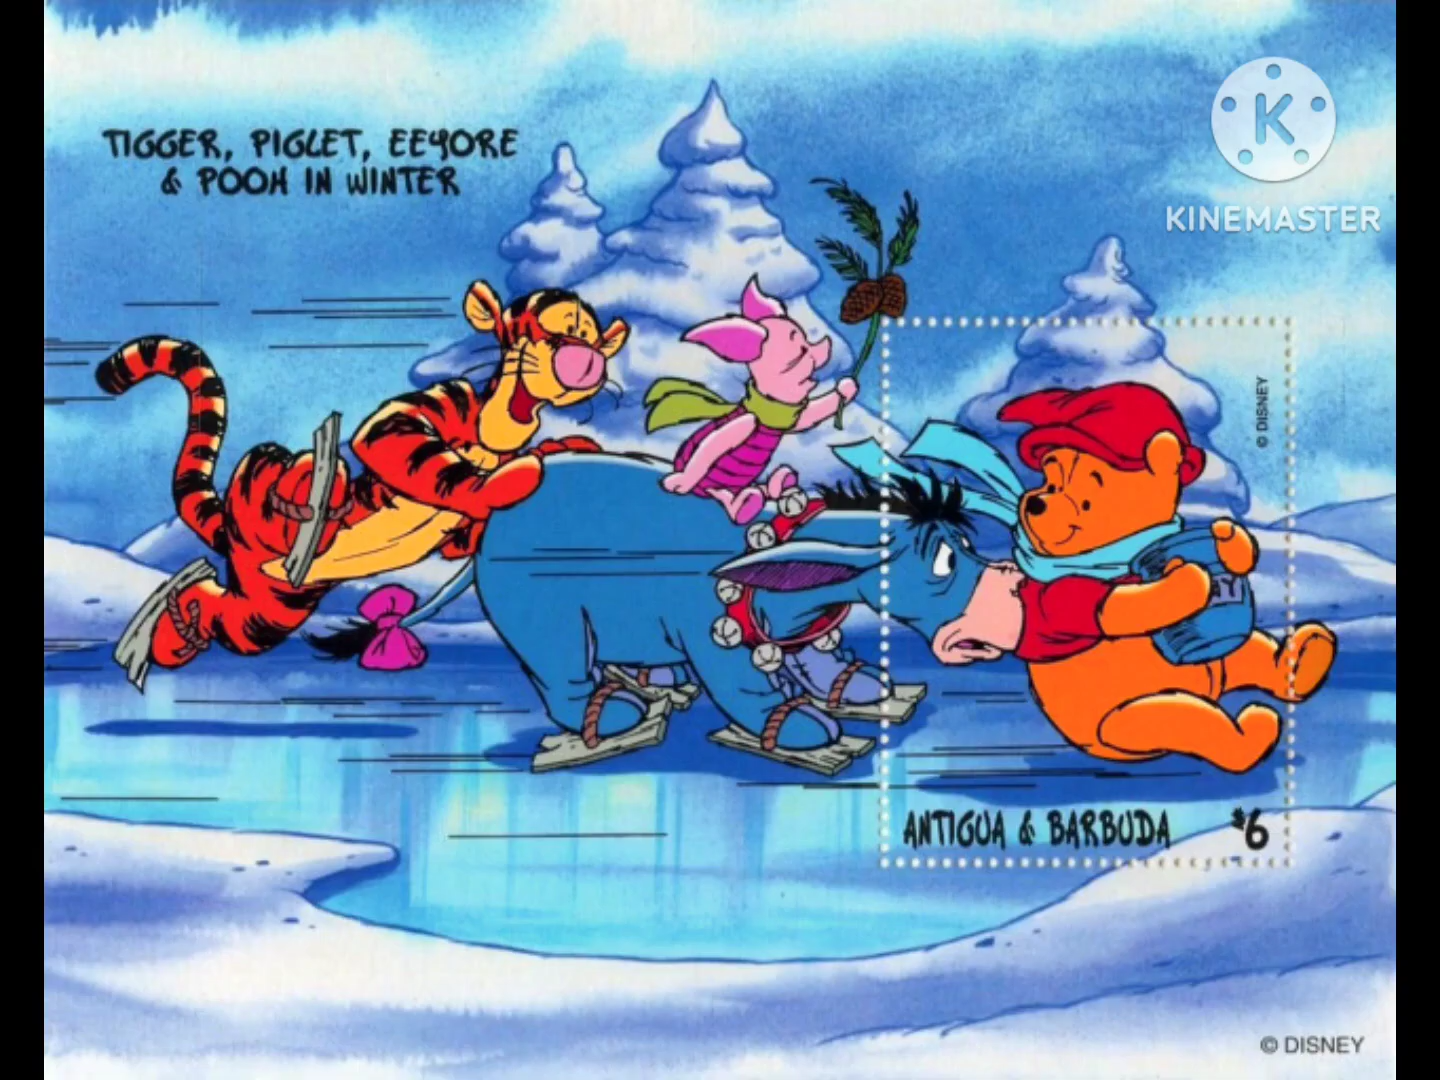 TIGGER, PIGLET, EEYORE
& POOH IN WINTER
K
KINEMASTER
© DISNEY
ANTIGUA & BARBUDA $6
© DISNEY